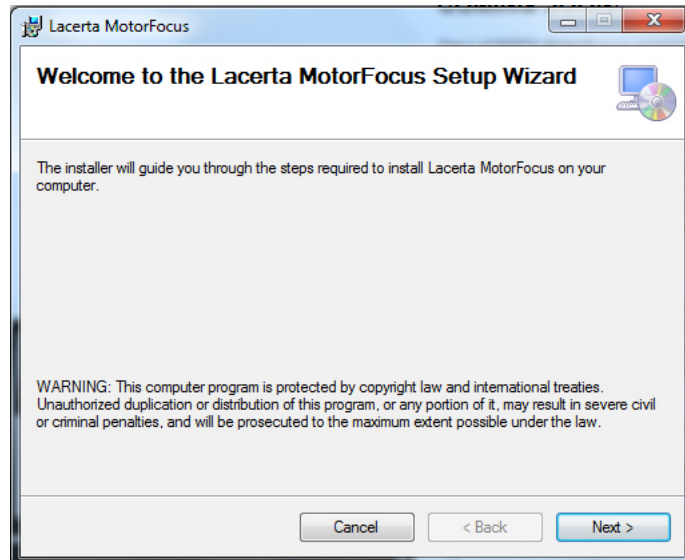 Lacerta MotorFocus
Welcome to the Lacerta MotorFocus Setup Wizard
The installer will guide you through the steps required to install Lacerta MotorFocus on your
computer.
WARNING: This computer program is protected by copyright law and international treaties.
Unauthorized duplication or distribution of this program, or any portion of it, may result in severe civil
or criminal penalties, and will be prosecuted to the maximum extent possible under the law.
Cancel
< Back
Next >